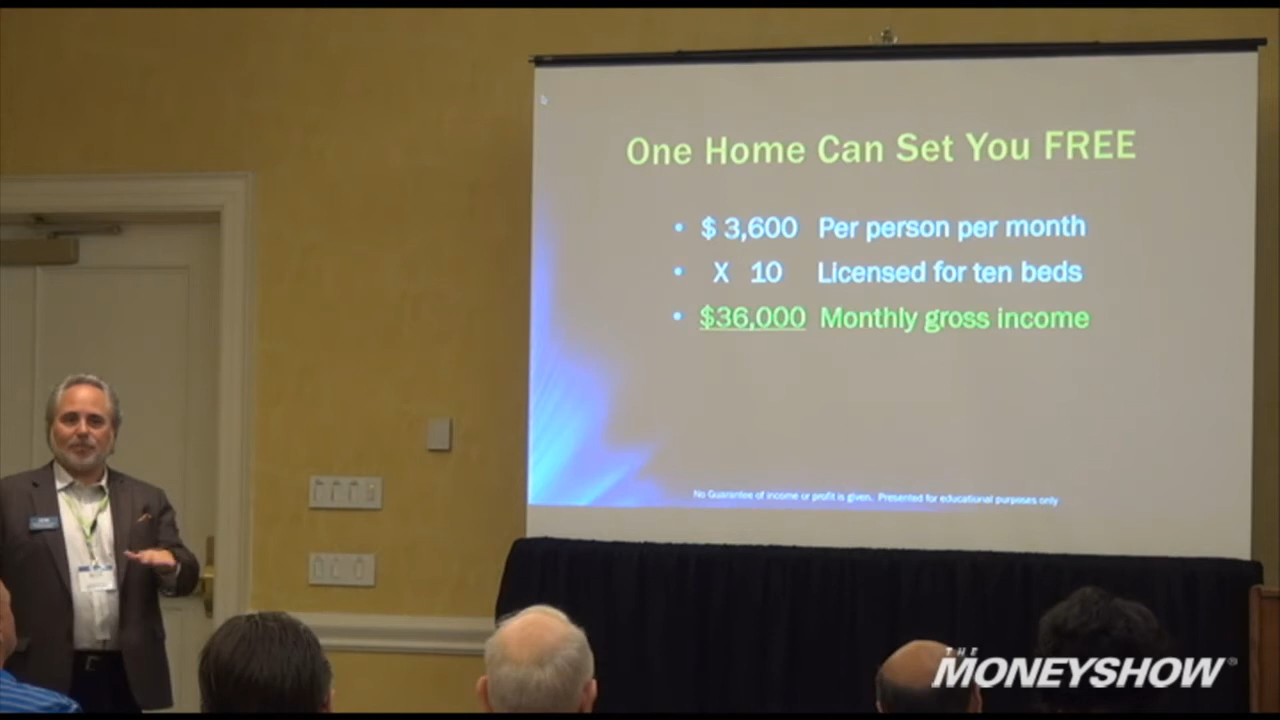 One Home Can Set You FREE
• $ 3,600 Per person per month
• X 10 Licensed for ten beds
• $36,000 Monthly gross income
No Guarantee of income or profit is given. Presented for educational purposes only
THE
MONEYSHOW®